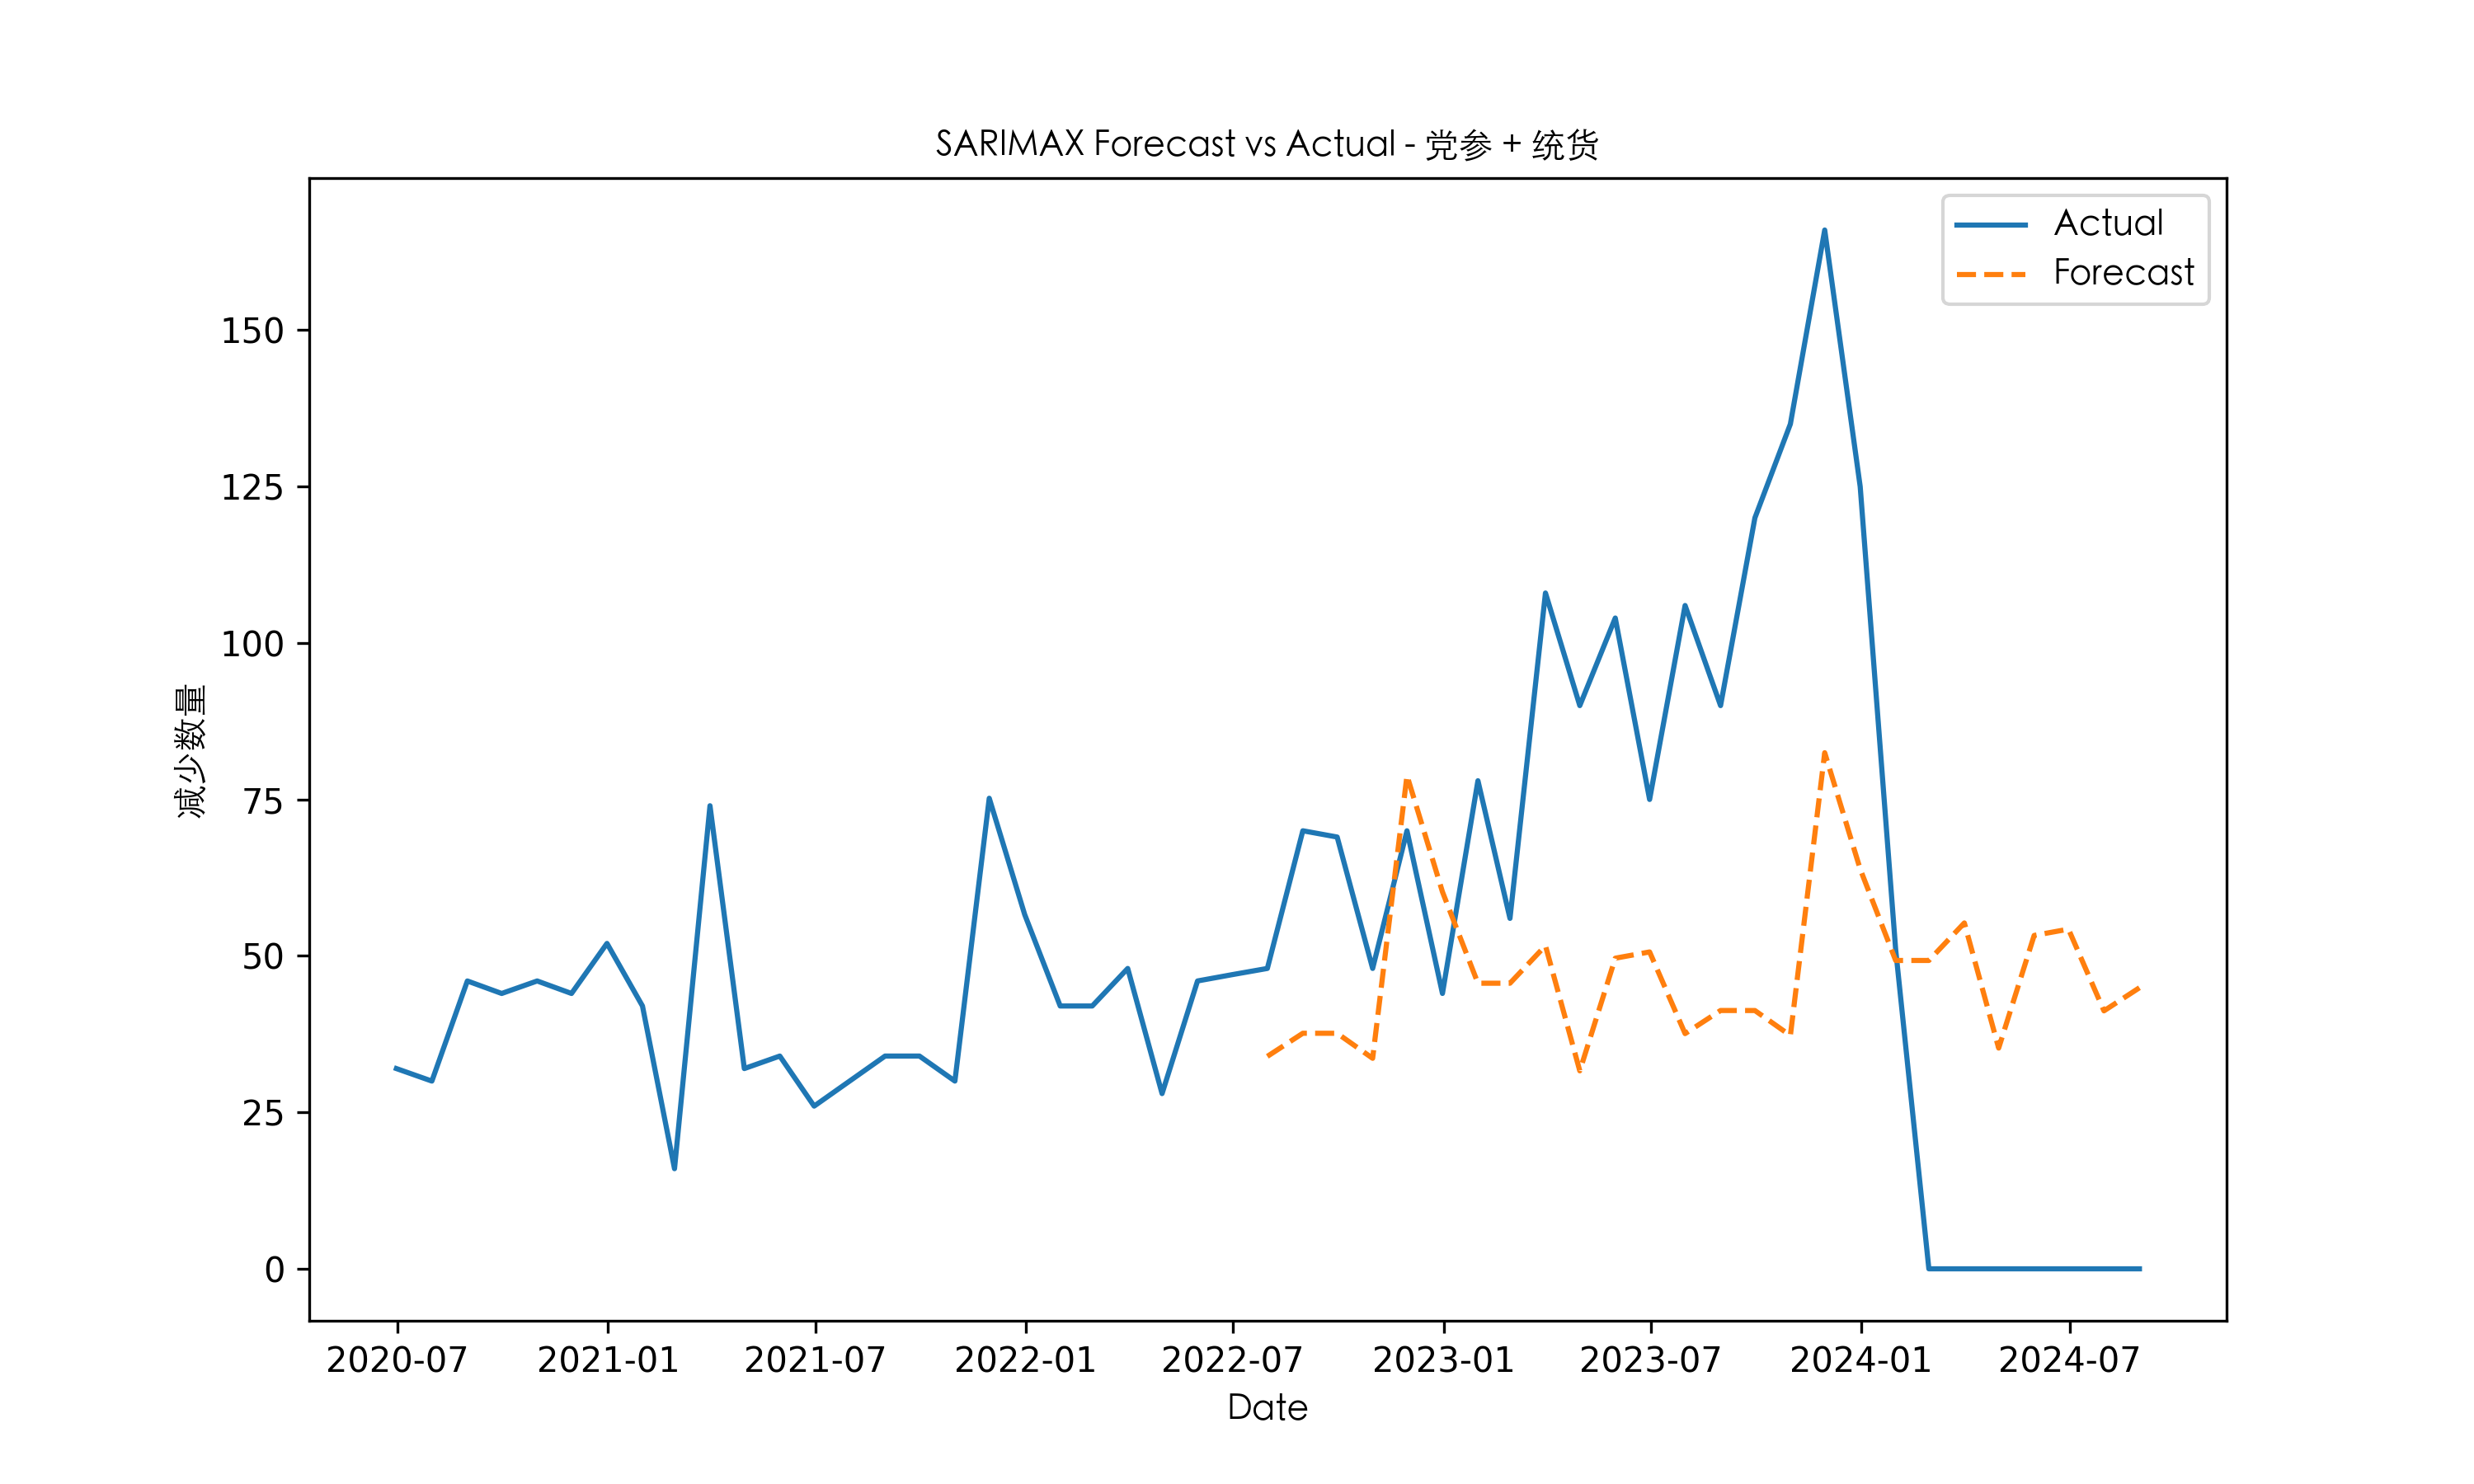 SARIMAX Forecast vs Actual - 党参 + 统货
Actual
Forecast
减少数量
150
125
100
75
50
25
0
2020-07 2021-01 2021-07 2022-01 2022-07 2023-01 2023-07 2024-01 2024-07
Date